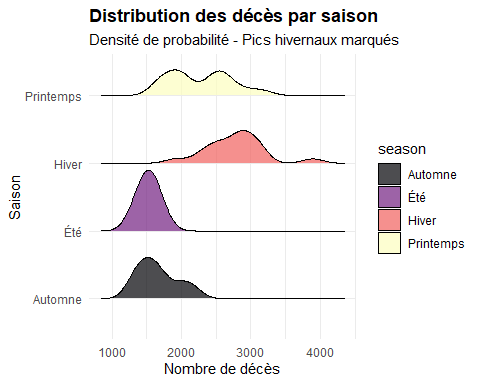 Distribution des décès par saison
Densité de probabilité - Pics hivernaux marqués
Printemps
Hiver
Été
Automne
Saison
1000 2000 3000 4000
Nombre de décès
season
Automne
Été
Hiver
Printemps